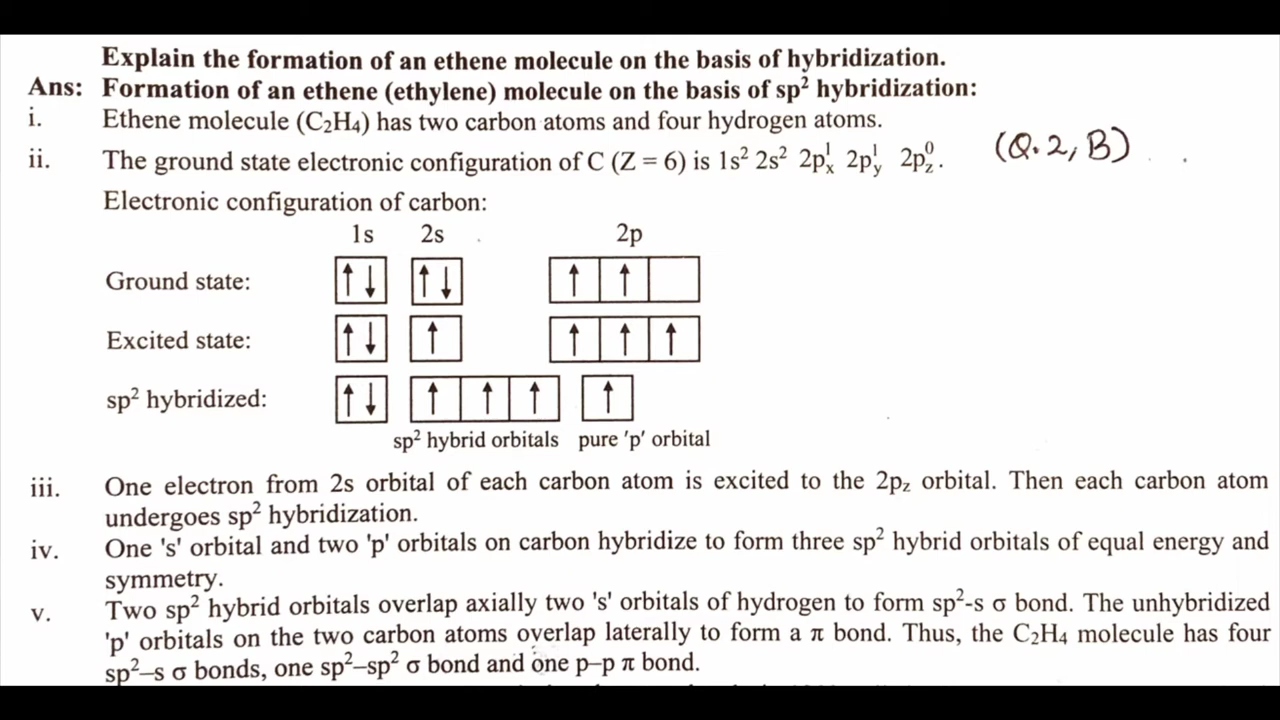 Explain the formation of an ethene molecule on the basis of hybridization.
Ans: Formation of an ethene (ethylene) molecule on the basis of sp² hybridization:
i. Ethene molecule (C₂H₄) has two carbon atoms and four hydrogen atoms.
ii. The ground state electronic configuration of C (Z = 6) is 1s² 2s² 2pₓ¹ 2p_y¹ 2p_z⁰. (Q.2, B)
Electronic configuration of carbon:
1s 2s 2p
Ground state: ↑↓ ↑↓ ↑ ↑
Excited state: ↑↓ ↑ ↑ ↑ ↑
sp² hybridized: ↑↓ ↑ ↑ ↑ ↑
sp² hybrid orbitals pure 'p' orbital
iii. One electron from 2s orbital of each carbon atom is excited to the 2p_z orbital. Then each carbon atom
undergoes sp² hybridization.
iv. One 's' orbital and two 'p' orbitals on carbon hybridize to form three sp² hybrid orbitals of equal energy and
symmetry.
v. Two sp² hybrid orbitals overlap axially two 's' orbitals of hydrogen to form sp²-s σ bond. The unhybridized
'p' orbitals on the two carbon atoms overlap laterally to form a π bond. Thus, the C₂H₄ molecule has four
sp²–s σ bonds, one sp²–sp² σ bond and one p–p π bond.